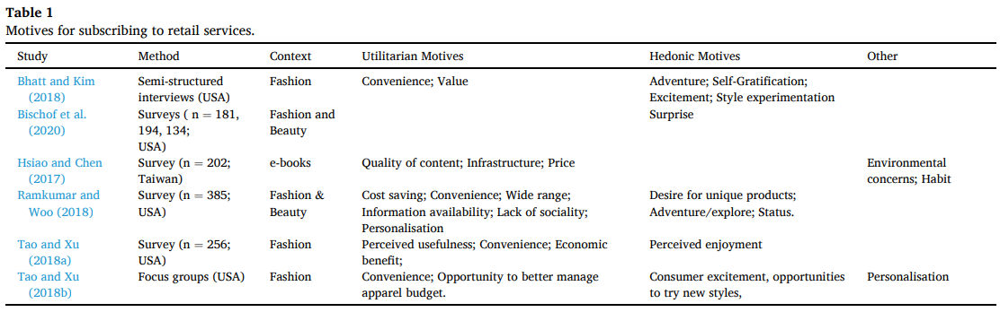 Table 1
Motives for subscribing to retail services.
Study Method Context Utilitarian Motives Hedonic Motives Other
Bhatt and Kim Semi-structured Fashion Convenience; Value Adventure; Self-Gratification;
(2018) interviews (USA) Excitement; Style experimentation
Bischof et al. Surveys ( n = 181, Fashion and Surprise
(2020) 194, 134; Beauty
USA)
Hsiao and Chen Survey (n = 202; e-books Quality of content; Infrastructure; Price Environmental
(2017) Taiwan) concerns; Habit
Ramkumar and Survey (n = 385; Fashion & Cost saving; Convenience; Wide range; Desire for unique products;
Woo (2018) USA) Beauty Information availability; Lack of sociality; Adventure/explore; Status.
Personalisation
Tao and Xu Survey (n = 256; Fashion Perceived usefulness; Convenience; Economic Perceived enjoyment
(2018a) USA) benefit;
Tao and Xu Focus groups (USA) Fashion Convenience; Opportunity to better manage Consumer excitement, opportunities Personalisation
(2018b) apparel budget. to try new styles,